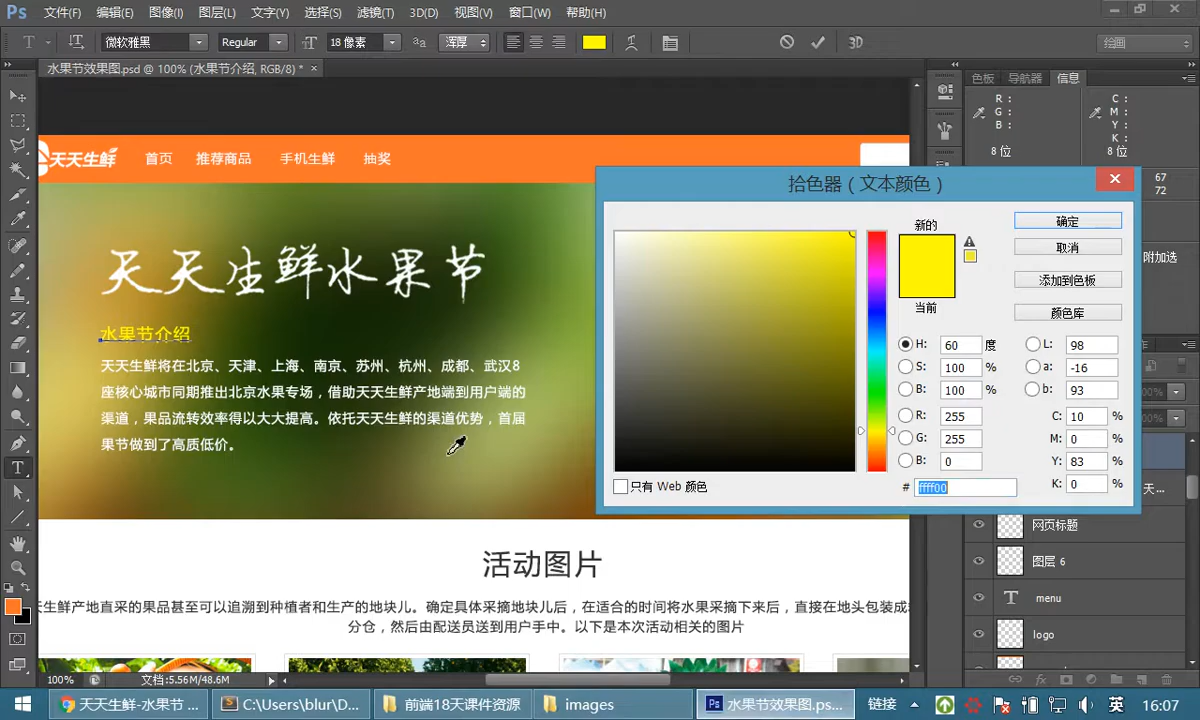 Ps 文件(F) 编辑(E) 图像(I) 图层(L) 文字(Y) 选择(S) 滤镜(T) 3D(D) 视图(V) 窗口(W) 帮助(H)
T 微软雅黑 Regular 18 像素 aa 浑厚 3D 绘画
水果节效果图.psd @ 100% (水果节介绍, RGB/8) * ×
色板 导航器 信息
R : C :
G : M :
B : Y :
K :
8 位 8 位
67
72
附加选
天天生鲜 首页 推荐商品 手机生鲜 抽奖
天天生鲜水果节
水果节介绍
天天生鲜将在北京、天津、上海、南京、苏州、杭州、成都、武汉8
座核心城市同期推出北京水果专场，借助天天生鲜产地端到用户端的
渠道，果品流转效率得以大大提高。依托天天生鲜的渠道优势，首届
果节做到了高质低价。
拾色器（文本颜色）
新的
当前
确定
取消
添加到色板
颜色库
H: 60 度 L: 98
S: 100 % a: -16
B: 100 % b: 93
R: 255 C: 10 %
G: 255 M: 0 %
B: 0 Y: 83 %
# ffff00 K: 0 %
只有 Web 颜色
活动图片
天生鲜产地直采的果品甚至可以追溯到种植者和生产的地块儿。确定具体采摘地块儿后，在适合的时间将水果采摘下来后，直接在地头包装成
分仓，然后由配送员送到用户手中。以下是本次活动相关的图片
天...
网页标题
图层 6
T menu
logo
100% 文档:5.56M/48.6M
天天生鲜-水果节 ... C:\Users\blur\D... 前端18天课件资源 images 水果节效果图.ps... 链接 英 16:07